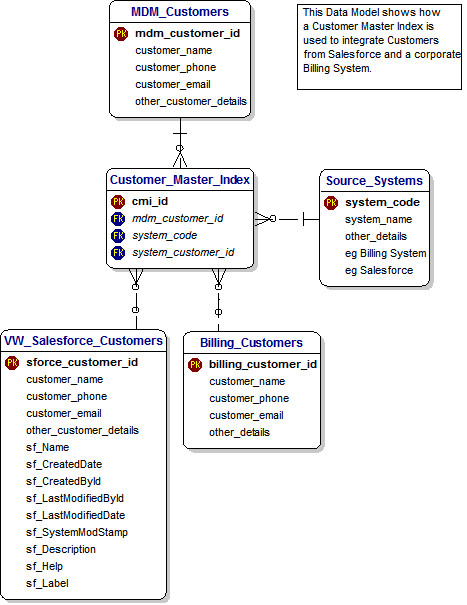 MDM_Customers
PK mdm_customer_id
customer_name
customer_phone
customer_email
other_customer_details
This Data Model shows how
a Customer Master Index is
used to integrate Customers
from Salesforce and a corporate
Billing System.
Customer_Master_Index
PK cmi_id
FK mdm_customer_id
FK system_code
FK system_customer_id
Source_Systems
PK system_code
system_name
other_details
eg Billing System
eg Salesforce
VW_Salesforce_Customers
PK sforce_customer_id
customer_name
customer_phone
customer_email
other_customer_details
sf_Name
sf_CreatedDate
sf_CreatedById
sf_LastModifiedById
sf_LastModifiedDate
sf_SystemModStamp
sf_Description
sf_Help
sf_Label
Billing_Customers
PK billing_customer_id
customer_name
customer_phone
customer_email
other_details